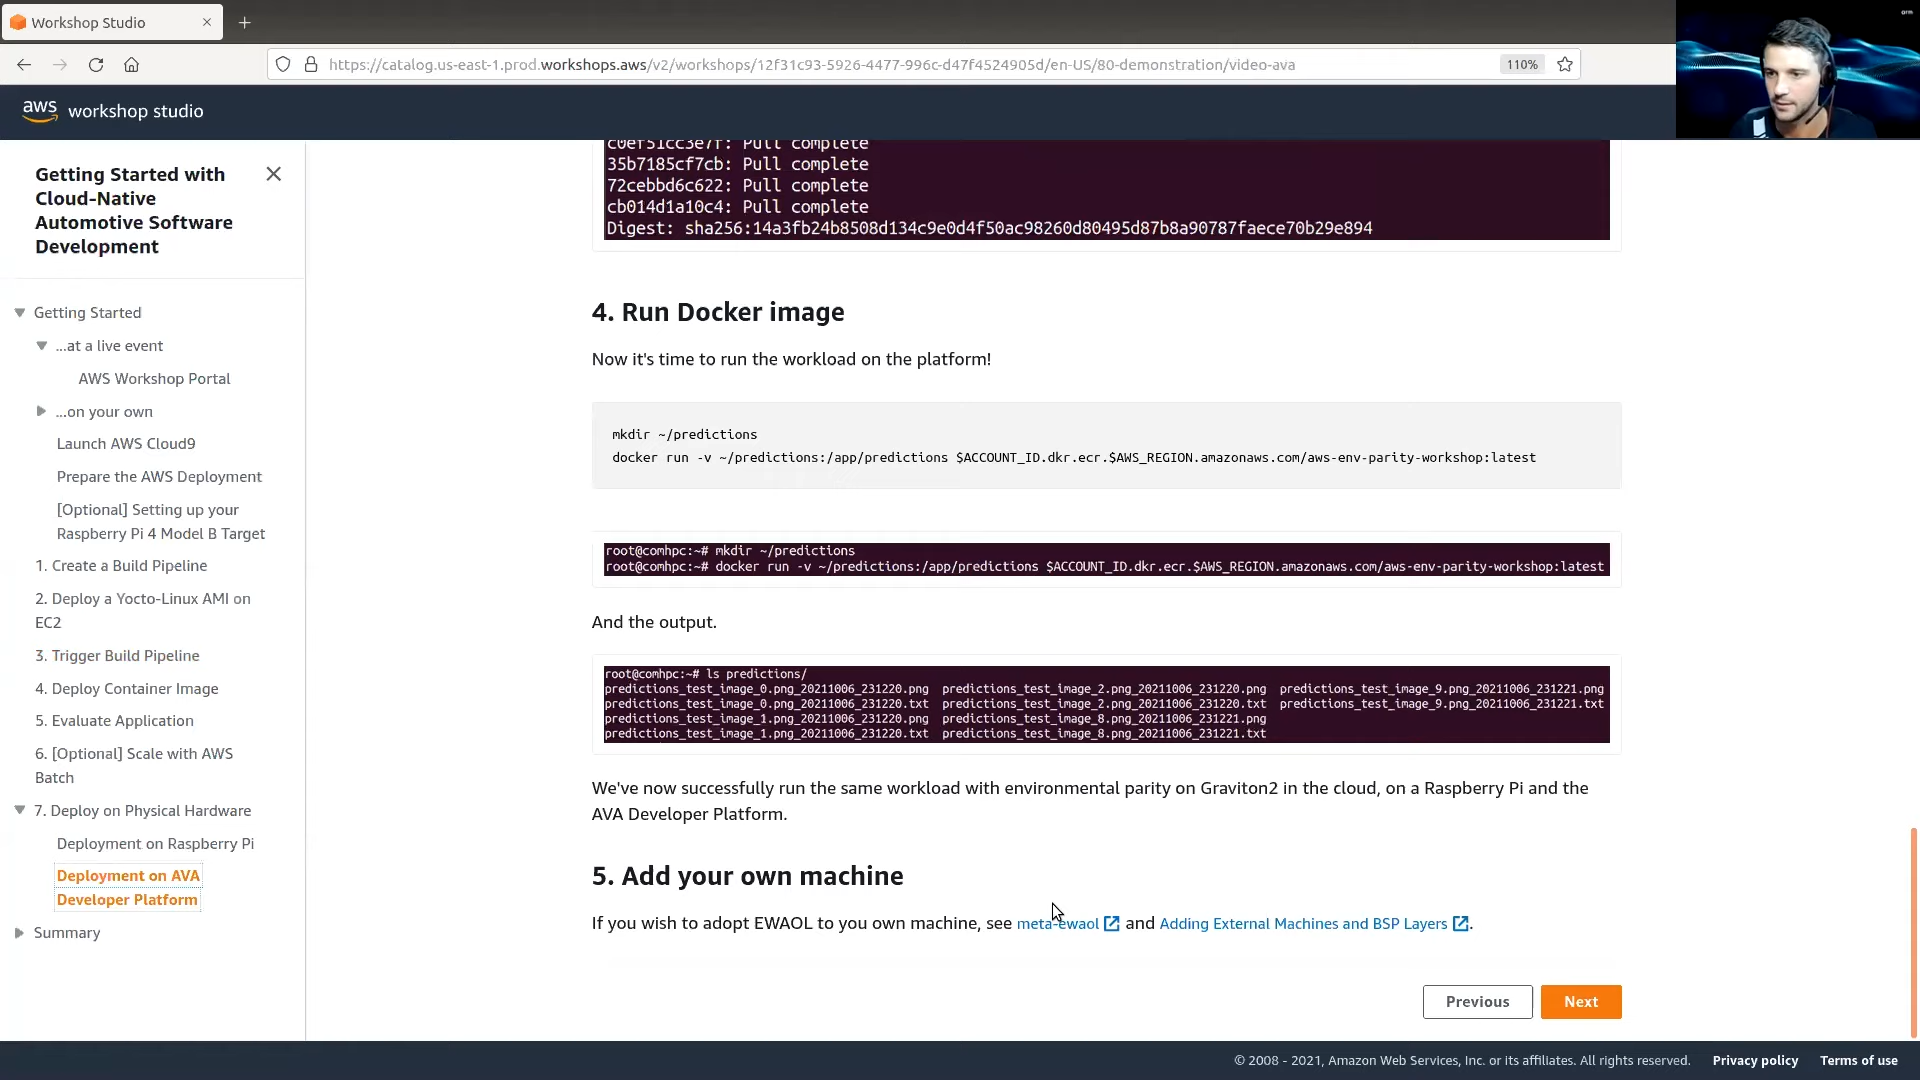 Workshop Studio
https://catalog.us-east-1.prod.workshops.aws/v2/workshops/12f31c93-5926-4477-996c-d47f4524905d/en-US/80-demonstration/video-ava
110%
arm
aws workshop studio
Getting Started with
Cloud-Native
Automotive Software
Development
Getting Started
...at a live event
AWS Workshop Portal
...on your own
Launch AWS Cloud9
Prepare the AWS Deployment
[Optional] Setting up your
Raspberry Pi 4 Model B Target
1. Create a Build Pipeline
2. Deploy a Yocto-Linux AMI on
EC2
3. Trigger Build Pipeline
4. Deploy Container Image
5. Evaluate Application
6. [Optional] Scale with AWS
Batch
7. Deploy on Physical Hardware
Deployment on Raspberry Pi
Deployment on AVA
Developer Platform
Summary
c0ef51cc3e7f: Pull complete
35b7185cf7cb: Pull complete
72cebbd6c622: Pull complete
cb014d1a10c4: Pull complete
Digest: sha256:14a3fb24b8508d134c9e0d4f50ac98260d80495d87b8a90787faece70b29e894
4. Run Docker image
Now it's time to run the workload on the platform!
mkdir ~/predictions
docker run -v ~/predictions:/app/predictions $ACCOUNT_ID.dkr.ecr.$AWS_REGION.amazonaws.com/aws-env-parity-workshop:latest
root@comhpc:~# mkdir ~/predictions
root@comhpc:~# docker run -v ~/predictions:/app/predictions $ACCOUNT_ID.dkr.ecr.$AWS_REGION.amazonaws.com/aws-env-parity-workshop:latest
And the output.
root@comhpc:~# ls predictions/
predictions_test_image_0.png_20211006_231220.png predictions_test_image_2.png_20211006_231220.png predictions_test_image_9.png_20211006_231221.png
predictions_test_image_0.png_20211006_231220.txt predictions_test_image_2.png_20211006_231220.txt predictions_test_image_9.png_20211006_231221.txt
predictions_test_image_1.png_20211006_231220.png predictions_test_image_8.png_20211006_231221.png
predictions_test_image_1.png_20211006_231220.txt predictions_test_image_8.png_20211006_231221.txt
We've now successfully run the same workload with environmental parity on Graviton2 in the cloud, on a Raspberry Pi and the
AVA Developer Platform.
5. Add your own machine
If you wish to adopt EWAOL to you own machine, see meta-ewaol and Adding External Machines and BSP Layers.
Previous
Next
© 2008 - 2021, Amazon Web Services, Inc. or its affiliates. All rights reserved. Privacy policy Terms of use